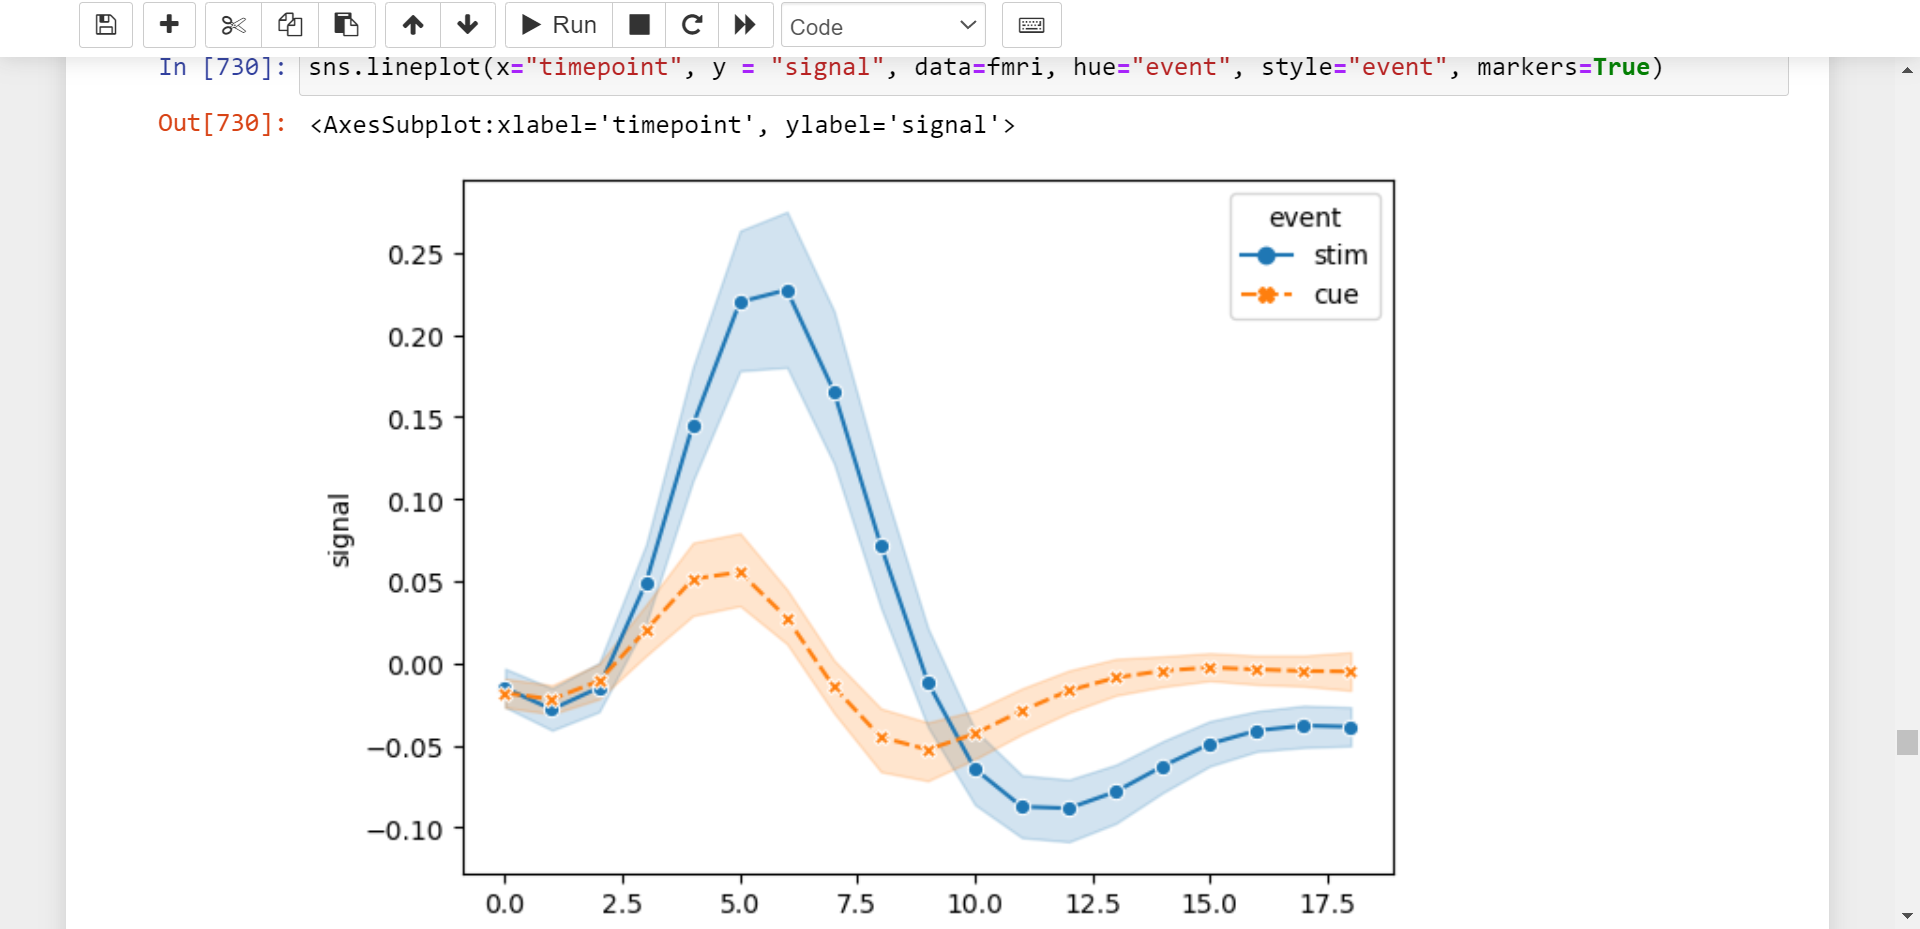 Run
Code
In [730]: sns.lineplot(x="timepoint", y = "signal", data=fmri, hue="event", style="event", markers=True)
Out[730]: <AxesSubplot:xlabel='timepoint', ylabel='signal'>
event
stim
cue
0.25
0.20
0.15
0.10
0.05
0.00
−0.05
−0.10
signal
0.0 2.5 5.0 7.5 10.0 12.5 15.0 17.5